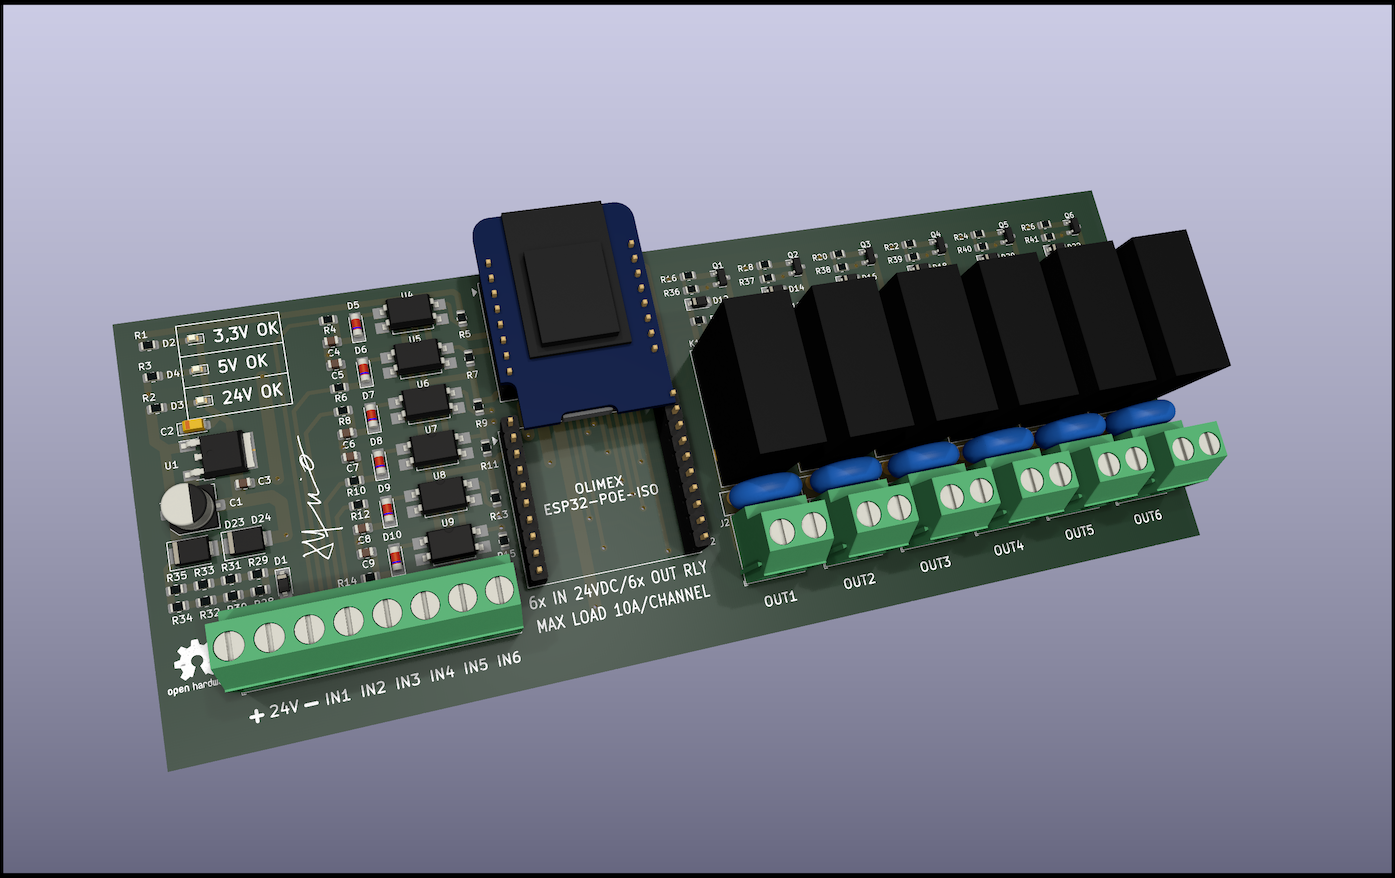 R1
D2
3,3V OK
R3
D4
5V OK
R2
D3
24V OK
C2
U1
C3
C1
D23
D24
R35
R33
R31
R29
D1
R34
R32
R30
R28
open hardw
D5
U4
R4
R5
C4
D6
U5
C5
R7
R6
D7
U6
R8
R9
C6
D8
U7
C7
R11
R10
D9
U8
R12
R13
C8
D10
U9
C9
R14
OLIMEX
ESP32-POE-ISO
6x IN 24VDC/6x OUT RLY
MAX LOAD 10A/CHANNEL
+ 24V - IN1 IN2 IN3 IN4 IN5 IN6
R16
Q1
R36
R18
Q2
R37
D14
R20
Q3
R38
R22
Q4
R39
R24
Q5
R40
R26
Q6
R41
OUT1
OUT2
OUT3
OUT4
OUT5
OUT6